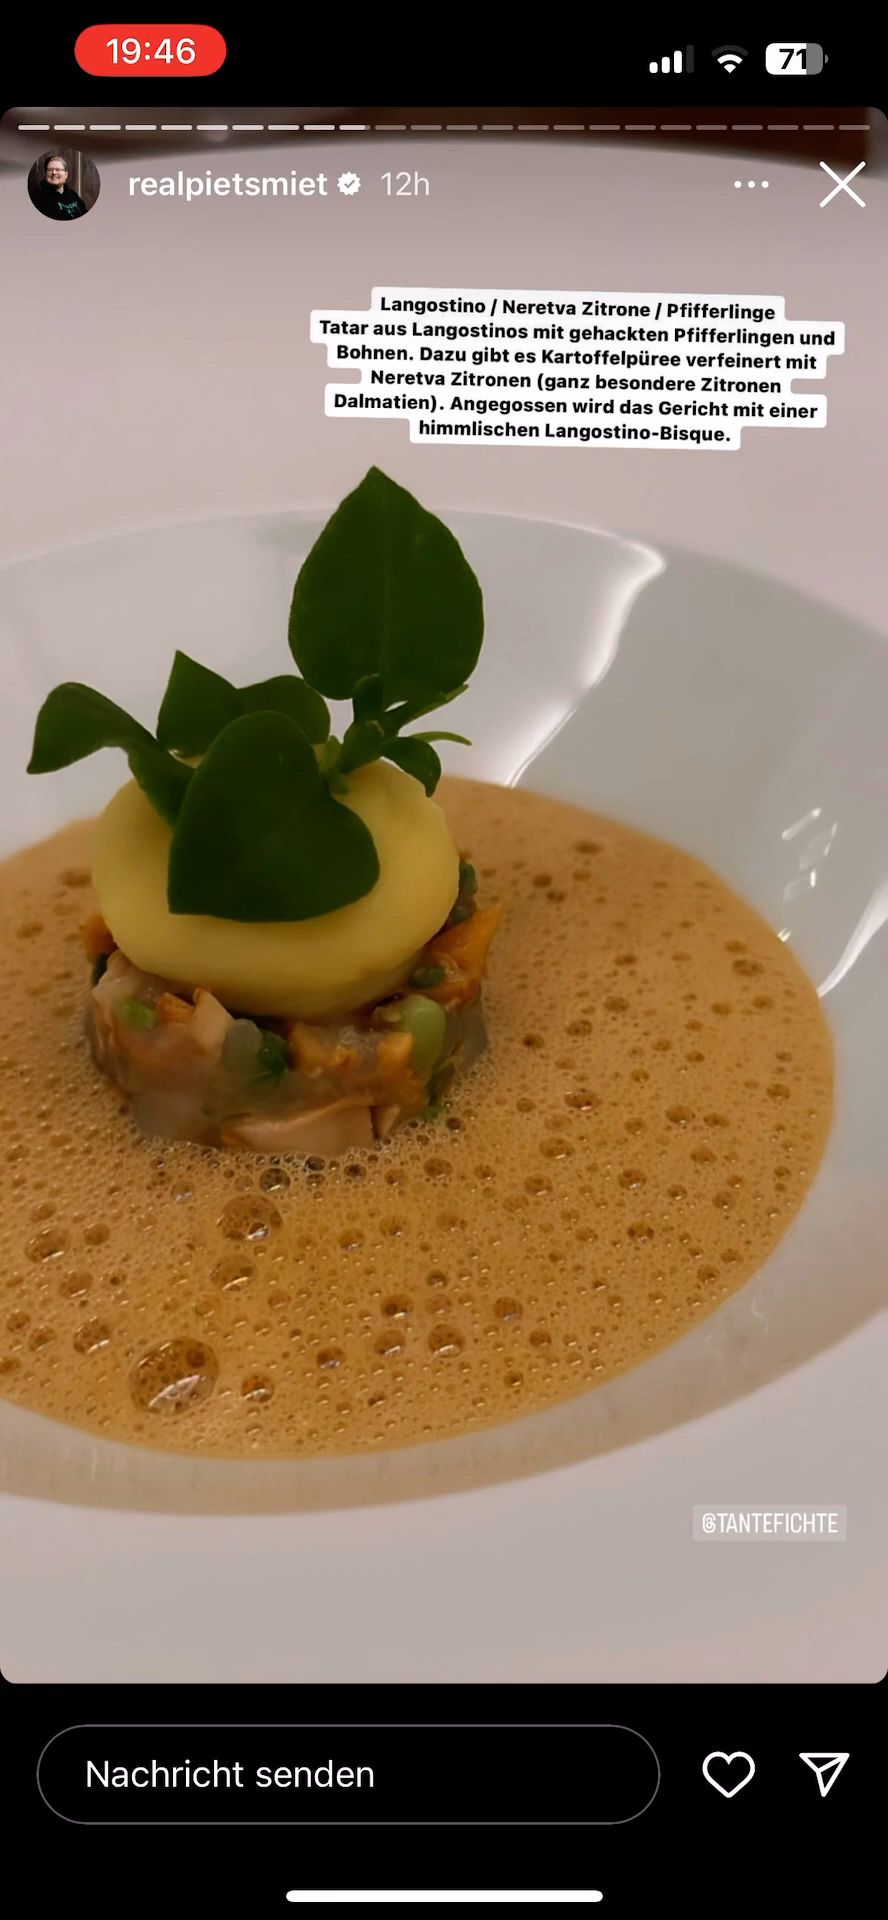 19:46
71
realpietsmiet 12h
Langostino / Neretva Zitrone / Pfifferlinge
Tatar aus Langostinos mit gehackten Pfifferlingen und
Bohnen. Dazu gibt es Kartoffelpüree verfeinert mit
Neretva Zitronen (ganz besondere Zitronen
Dalmatien). Angegossen wird das Gericht mit einer
himmlischen Langostino-Bisque.
@TANTEFICHTE
Nachricht senden